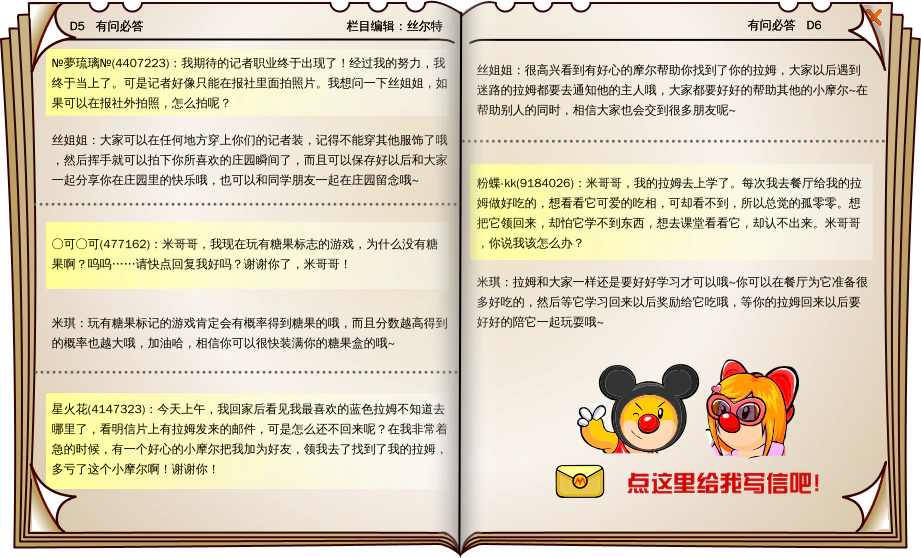 D5 有问必答
栏目编辑：丝尔特
№夢琉璃№(4407223)：我期待的记者职业终于出现了！经过我的努力，我
终于当上了。可是记者好像只能在报社里面拍照片。我想问一下丝姐姐，如
果可以在报社外拍照，怎么拍呢？
丝姐姐：大家可以在任何地方穿上你们的记者装，记得不能穿其他服饰了哦
，然后挥手就可以拍下你所喜欢的庄园瞬间了，而且可以保存好以后和大家
一起分享你在庄园里的快乐哦，也可以和同学朋友一起在庄园留念哦~
〇可〇可(477162)：米哥哥，我现在玩有糖果标志的游戏，为什么没有糖
果啊？呜呜……请快点回复我好吗？谢谢你了，米哥哥！
米琪：玩有糖果标记的游戏肯定会有概率得到糖果的哦，而且分数越高得到
的概率也越大哦，加油哈，相信你可以很快装满你的糖果盒的哦~
星火花(4147323)：今天上午，我回家后看见我最喜欢的蓝色拉姆不知道去
哪里了，看明信片上有拉姆发来的邮件，可是怎么还不回来呢？在我非常着
急的时候，有一个好心的小摩尔把我加为好友，领我去了找到了我的拉姆，
多亏了这个小摩尔啊！谢谢你！
有问必答 D6
丝姐姐：很高兴看到有好心的摩尔帮助你找到了你的拉姆，大家以后遇到
迷路的拉姆都要去通知他的主人哦，大家都要好好的帮助其他的小摩尔~在
帮助别人的同时，相信大家也会交到很多朋友呢~
粉蝶-kk(9184026)：米哥哥，我的拉姆去上学了。每次我去餐厅给我的拉
姆做好吃的，想看看它可爱的吃相，可却看不到，所以总觉的孤零零。想
把它领回来，却怕它学不到东西，想去课堂看看它，却认不出来。米哥哥
，你说我该怎么办？
米琪：拉姆和大家一样还是要好好学习才可以哦~你可以在餐厅为它准备很
多好吃的，然后等它学习回来以后奖励给它吃哦，等你的拉姆回来以后要
好好的陪它一起玩耍哦~
点这里给我写信吧！